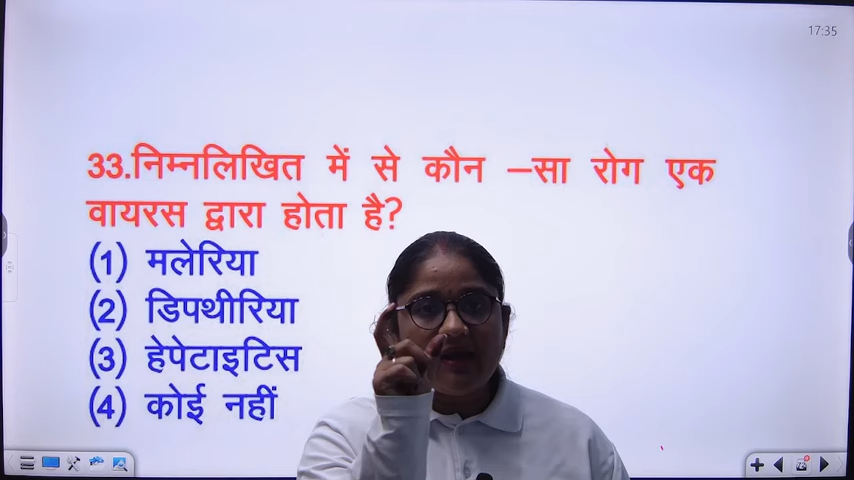 17:35
33.निम्नलिखित में से कौन –सा रोग एक
वायरस द्वारा होता है?
(1) मलेरिया
(2) डिपथीरिया
(3) हेपेटाइटिस
(4) कोई नहीं